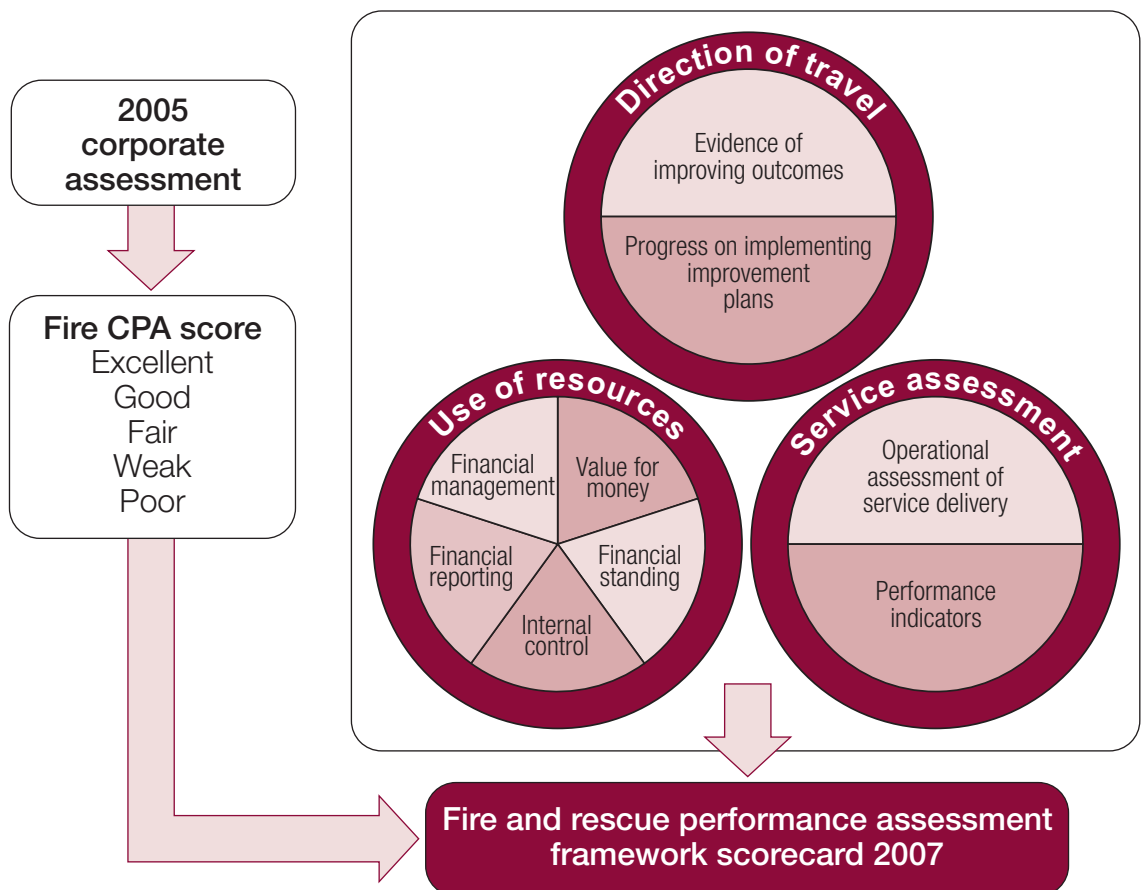 2005
corporate
assessment
Fire CPA score
Excellent
Good
Fair
Weak
Poor
Direction of travel
Evidence of
improving outcomes
Progress on implementing
improvement
plans
Use of resources
Financial
management
Value for
money
Financial
reporting
Financial
standing
Internal
control
Service assessment
Operational
assessment of
service delivery
Performance
indicators
Fire and rescue performance assessment
framework scorecard 2007